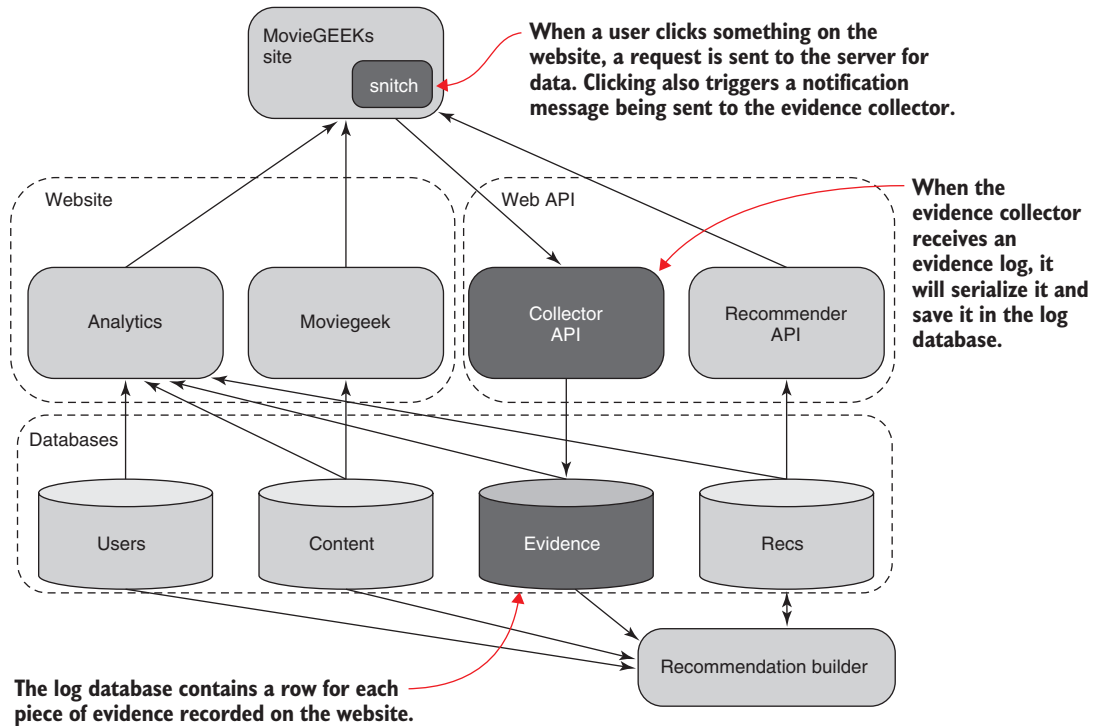 MovieGEEKs
site
snitch
When a user clicks something on the
website, a request is sent to the server for
data. Clicking also triggers a notification
message being sent to the evidence collector.
Website
Web API
When the
evidence collector
receives an
evidence log, it
will serialize it and
save it in the log
database.
Analytics
Moviegeek
Collector
API
Recommender
API
Databases
Users
Content
Evidence
Recs
Recommendation builder
The log database contains a row for each
piece of evidence recorded on the website.